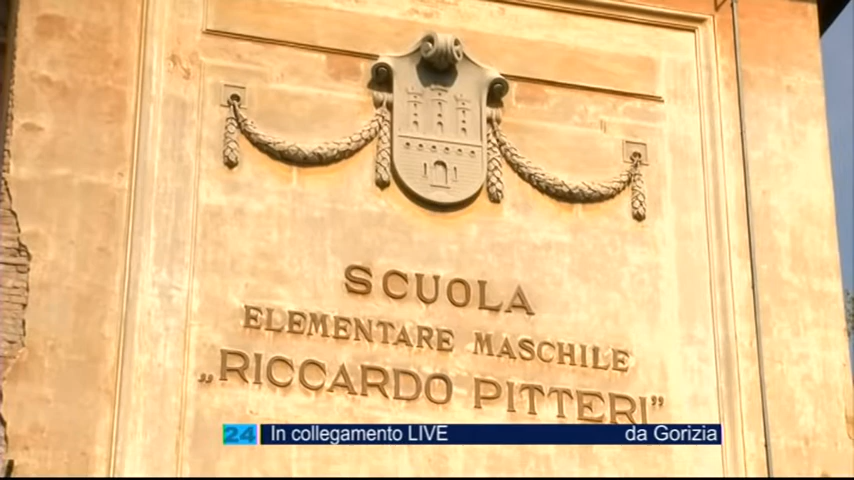 SCUOLA
ELEMENTARE MASCHILE
„RICCARDO PITTERI”
24 In collegamento LIVE da Gorizia